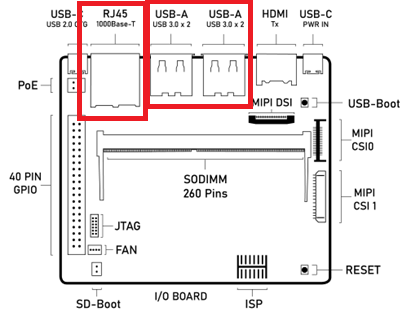 USB-C
USB 2.0 OTG
RJ45
1000Base-T
USB-A
USB 3.0 x 2
USB-A
USB 3.0 x 2
HDMI
Tx
USB-C
PWR IN
PoE
MIPI DSI
USB-Boot
MIPI
CSI0
40 PIN
GPIO
SODIMM
260 Pins
MIPI
CSI 1
JTAG
FAN
RESET
SD-Boot
I/O BOARD
ISP